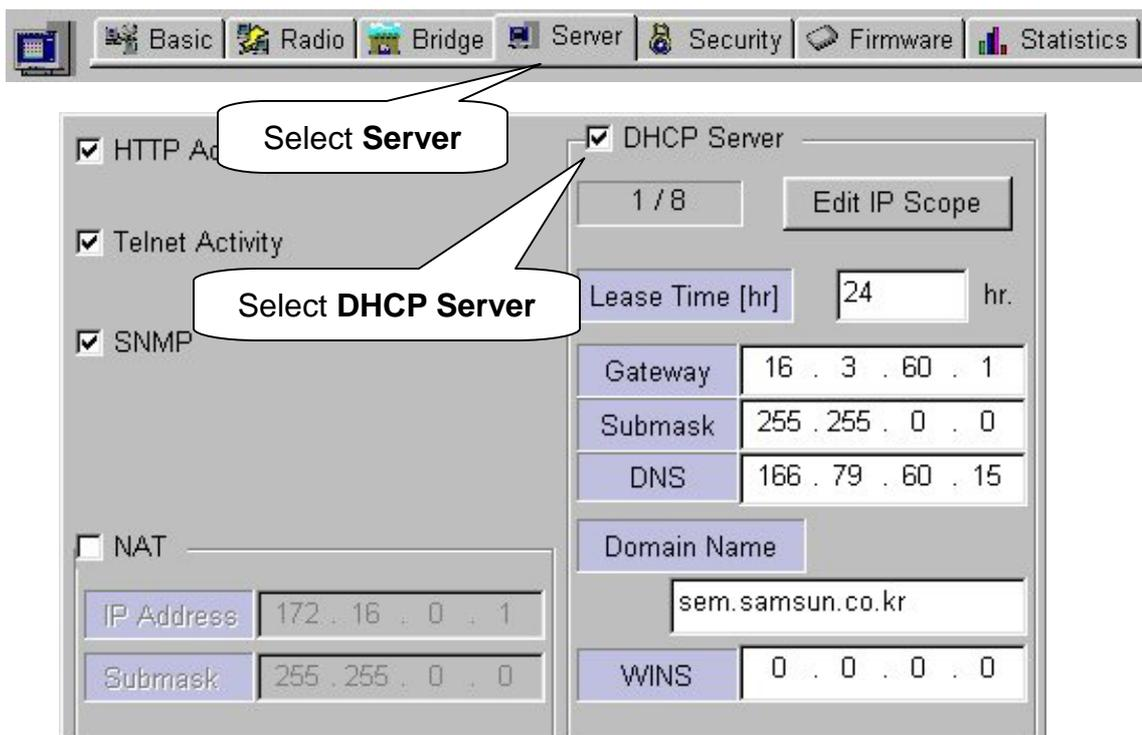 Basic Radio Bridge Server Security Firmware Statistics
Select Server
HTTP Ac
Telnet Activity
Select DHCP Server
SNMP
NAT
IP Address 172 . 16 . 0 . 1
Submask 255 . 255 . 0 . 0
DHCP Server
1 / 8 Edit IP Scope
Lease Time [hr] 24 hr.
Gateway 16 . 3 . 60 . 1
Submask 255 . 255 . 0 . 0
DNS 166 . 79 . 60 . 15
Domain Name
sem.samsun.co.kr
WINS 0 . 0 . 0 . 0